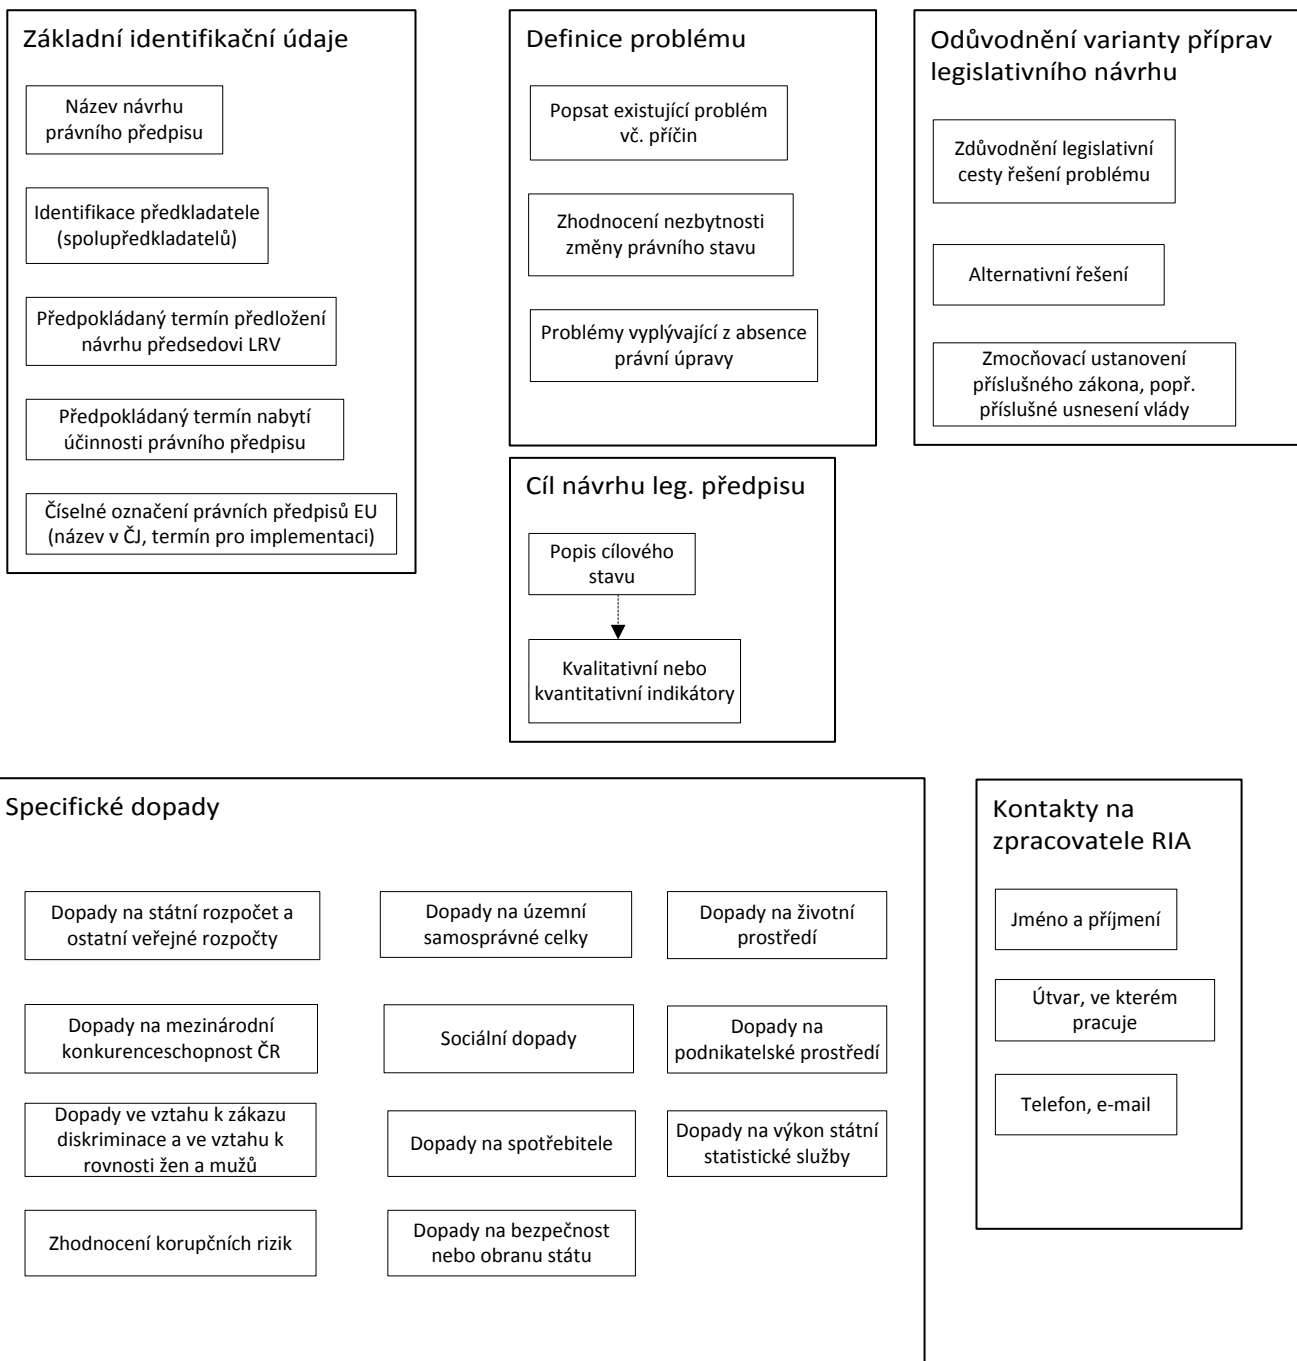 Základní identifikační údaje
Název návrhu
právního předpisu
Identifikace předkladatele
(spolupředkladatelů)
Předpokládaný termín předložení
návrhu předsedovi LRV
Předpokládaný termín nabytí
účinnosti právního předpisu
Číselné označení právních předpisů EU
(název v ČJ, termín pro implementaci)
Definice problému
Popsat existující problém
vč. příčin
Zhodnocení nezbytnosti
změny právního stavu
Problémy vyplývající z absence
právní úpravy
Odůvodnění varianty příprav
legislativního návrhu
Zdůvodnění legislativní
cesty řešení problému
Alternativní řešení
Zmocňovací ustanovení
příslušného zákona, popř.
příslušné usnesení vlády
Cíl návrhu leg. předpisu
Popis cílového
stavu
Kvalitativní nebo
kvantitativní indikátory
Specifické dopady
Dopady na státní rozpočet a
ostatní veřejné rozpočty
Dopady na územní
samosprávné celky
Dopady na životní
prostředí
Dopady na mezinárodní
konkurenceschopnost ČR
Sociální dopady
Dopady na
podnikatelské prostředí
Dopady ve vztahu k zákazu
diskriminace a ve vztahu k
rovnosti žen a mužů
Dopady na spotřebitele
Dopady na výkon státní
statistické služby
Zhodnocení korupčních rizik
Dopady na bezpečnost
nebo obranu státu
Kontakty na
zpracovatele RIA
Jméno a příjmení
Útvar, ve kterém
pracuje
Telefon, e-mail